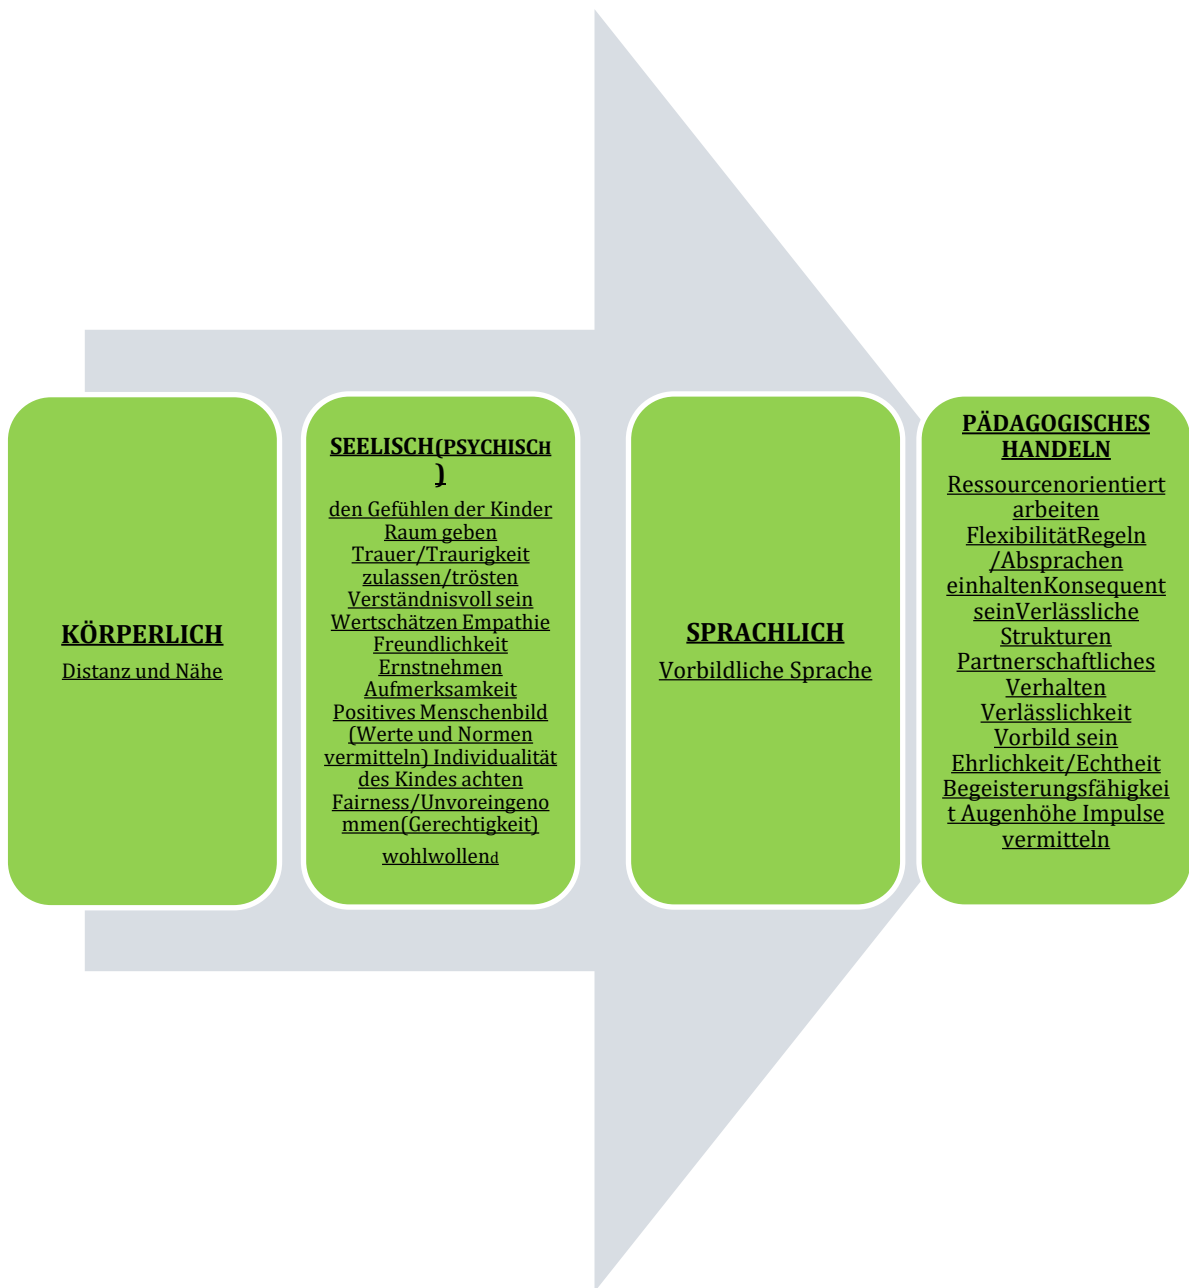 KÖRPERLICH
Distanz und Nähe
SEELISCH(PSYCHISCH
)
den Gefühlen der Kinder
Raum geben
Trauer/Traurigkeit
zulassen/trösten
Verständnisvoll sein
Wertschätzen Empathie
Freundlichkeit
Ernstnehmen
Aufmerksamkeit
Positives Menschenbild
(Werte und Normen
vermitteln) Individualität
des Kindes achten
Fairness/Unvoreingeno
mmen(Gerechtigkeit)
wohlwollend
SPRACHLICH
Vorbildliche Sprache
PÄDAGOGISCHES
HANDELN
Ressourcenorientiert
arbeiten
FlexibilitätRegeln
/Absprachen
einhaltenKonsequent
seinVerlässliche
Strukturen
Partnerschaftliches
Verhalten
Verlässlichkeit
Vorbild sein
Ehrlichkeit/Echtheit
Begeisterungsfähigkei
t Augenhöhe Impulse
vermitteln